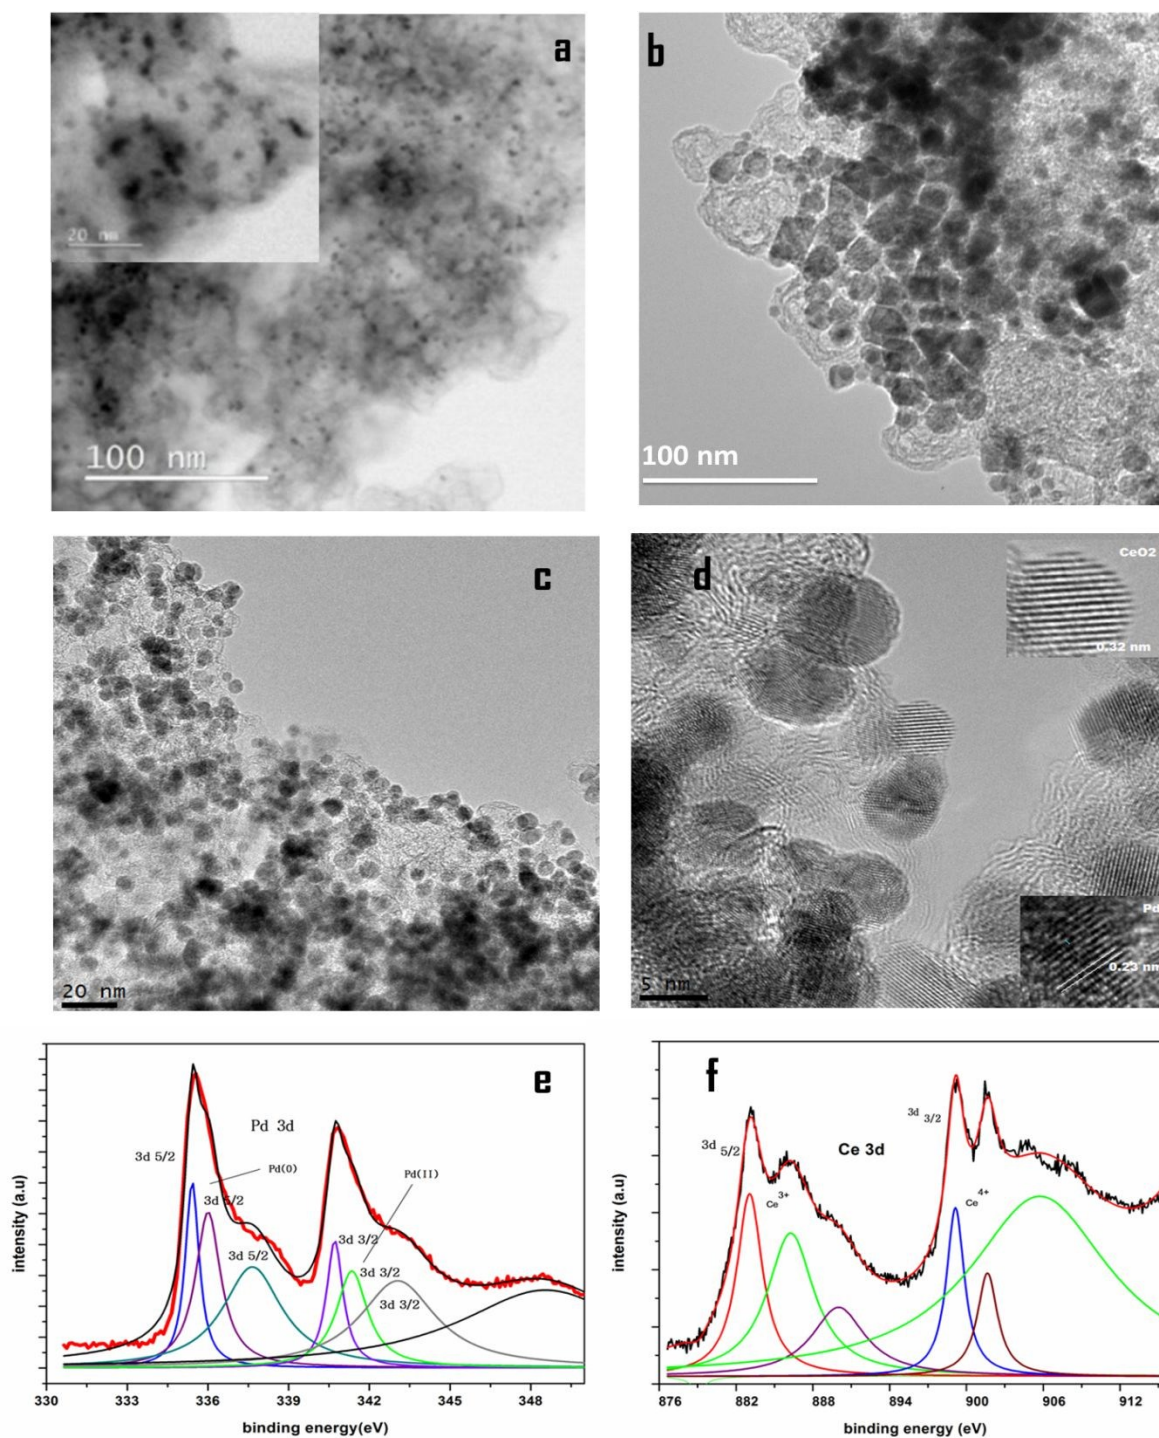 a
20 nm
100 nm
b
100 nm
c
20 nm
d
CeO2
0.32 nm
Pd
0.23 nm
5 nm
e
Pd 3d
3d 5/2
Pd(0)
3d 5/2
3d 5/2
Pd(II)
3d 3/2
3d 3/2
3d 3/2
intensity (a.u)
330 333 336 339 342 345 348
binding energy(eV)
f
3d 3/2
3d 5/2
Ce 3d
Ce 3+
Ce 4+
intensity (a.u)
876 882 888 894 900 906 912
binding energy (eV)